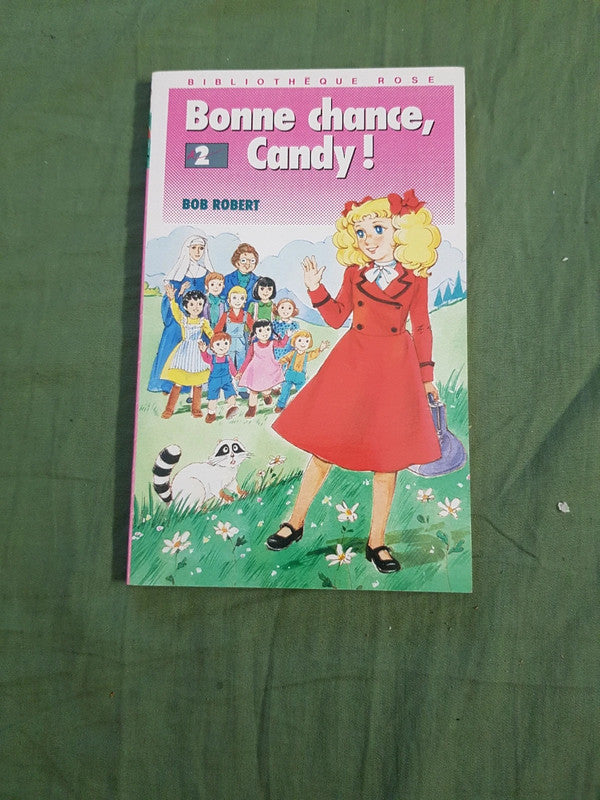 BIBLIOTHÈQUE ROSE
Bonne chance,
2 Candy !
BOB ROBERT